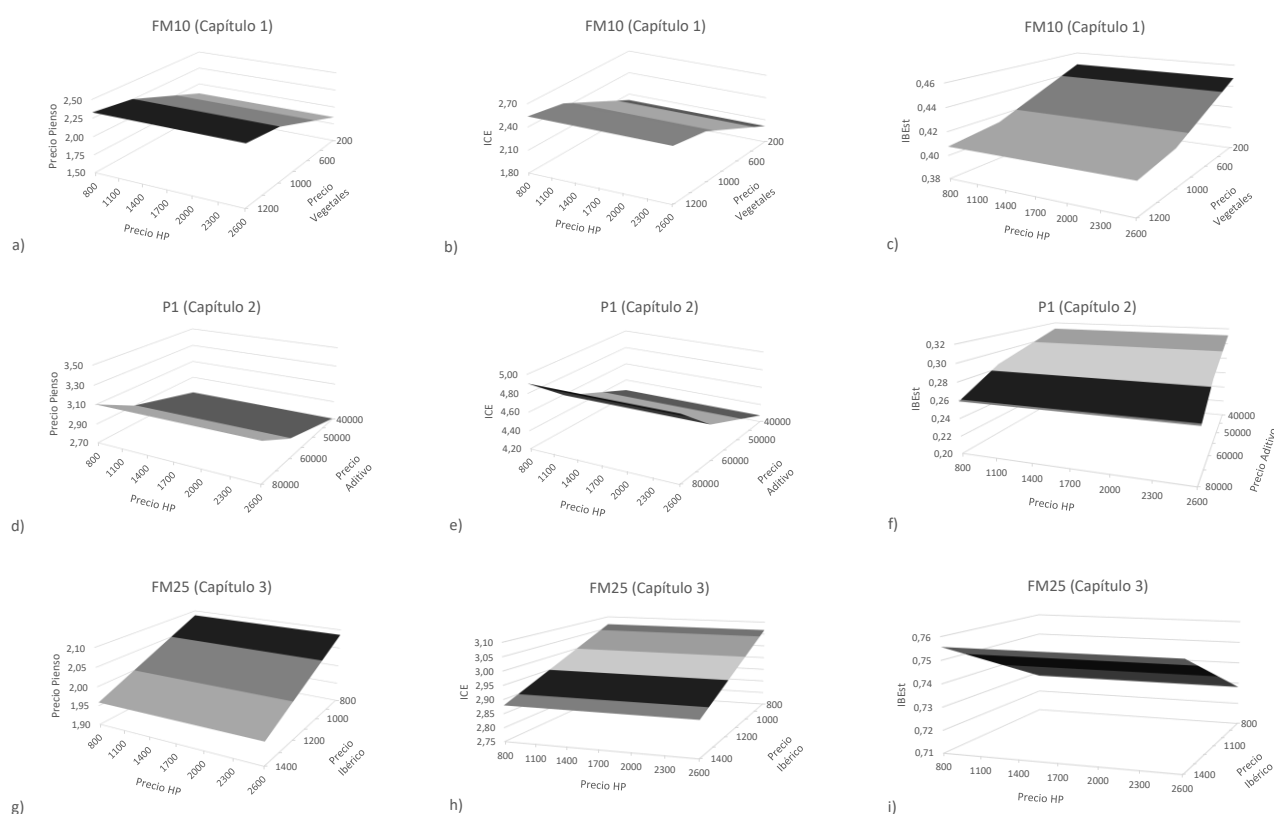 FM10 (Capítulo 1)
Precio Pienso
2,50
2,25
2,00
1,75
1,50
800
1100
1400
1700
2000
2300
2600
Precio HP
200
600
1000
1200
Precio
Vegetales
a)
FM10 (Capítulo 1)
ICE
2,70
2,40
2,10
1,80
800
1100
1400
1700
2000
2300
2600
Precio HP
200
600
1000
1200
Precio
Vegetales
b)
FM10 (Capítulo 1)
IBEst
0,46
0,44
0,42
0,40
0,38
800
1100
1400
1700
2000
2300
2600
Precio HP
200
600
1000
1200
Precio
Vegetales
c)
P1 (Capítulo 2)
Precio Pienso
3,50
3,30
3,10
2,90
2,70
800
1100
1400
1700
2000
2300
2600
Precio HP
40000
50000
60000
80000
Precio
Aditivo
d)
P1 (Capítulo 2)
ICE
5,00
4,80
4,60
4,40
4,20
800
1100
1400
1700
2000
2300
2600
Precio HP
40000
50000
60000
80000
Precio
Aditivo
e)
P1 (Capítulo 2)
IBEst
0,32
0,30
0,28
0,26
0,24
0,22
0,20
800
1100
1400
1700
2000
2300
2600
Precio HP
40000
50000
60000
80000
Precio Aditivo
f)
FM25 (Capítulo 3)
Precio Pienso
2,10
2,05
2,00
1,95
1,90
800
1100
1400
1700
2000
2300
2600
Precio HP
800
1000
1200
1400
Precio
Ibérico
g)
FM25 (Capítulo 3)
ICE
3,10
3,05
3,00
2,95
2,90
2,85
2,80
2,75
800
1100
1400
1700
2000
2300
2600
Precio HP
800
1000
1200
1400
Precio
Ibérico
h)
FM25 (Capítulo 3)
IBEst
0,76
0,75
0,74
0,73
0,72
0,71
800
1100
1400
1700
2000
2300
2600
Precio HP
800
1100
1400
Precio
Ibérico
i)